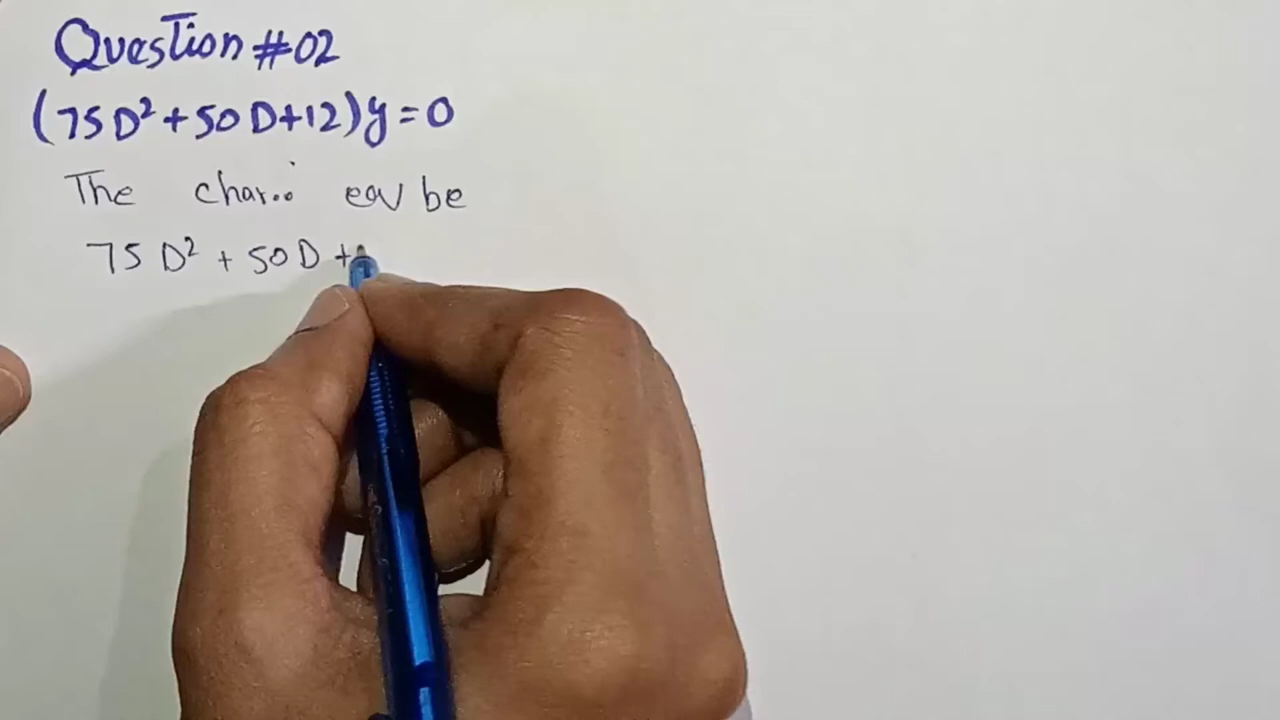 Question #02
(75D²+50D+12)y=0
The char... eqv be
75D² + 50D +